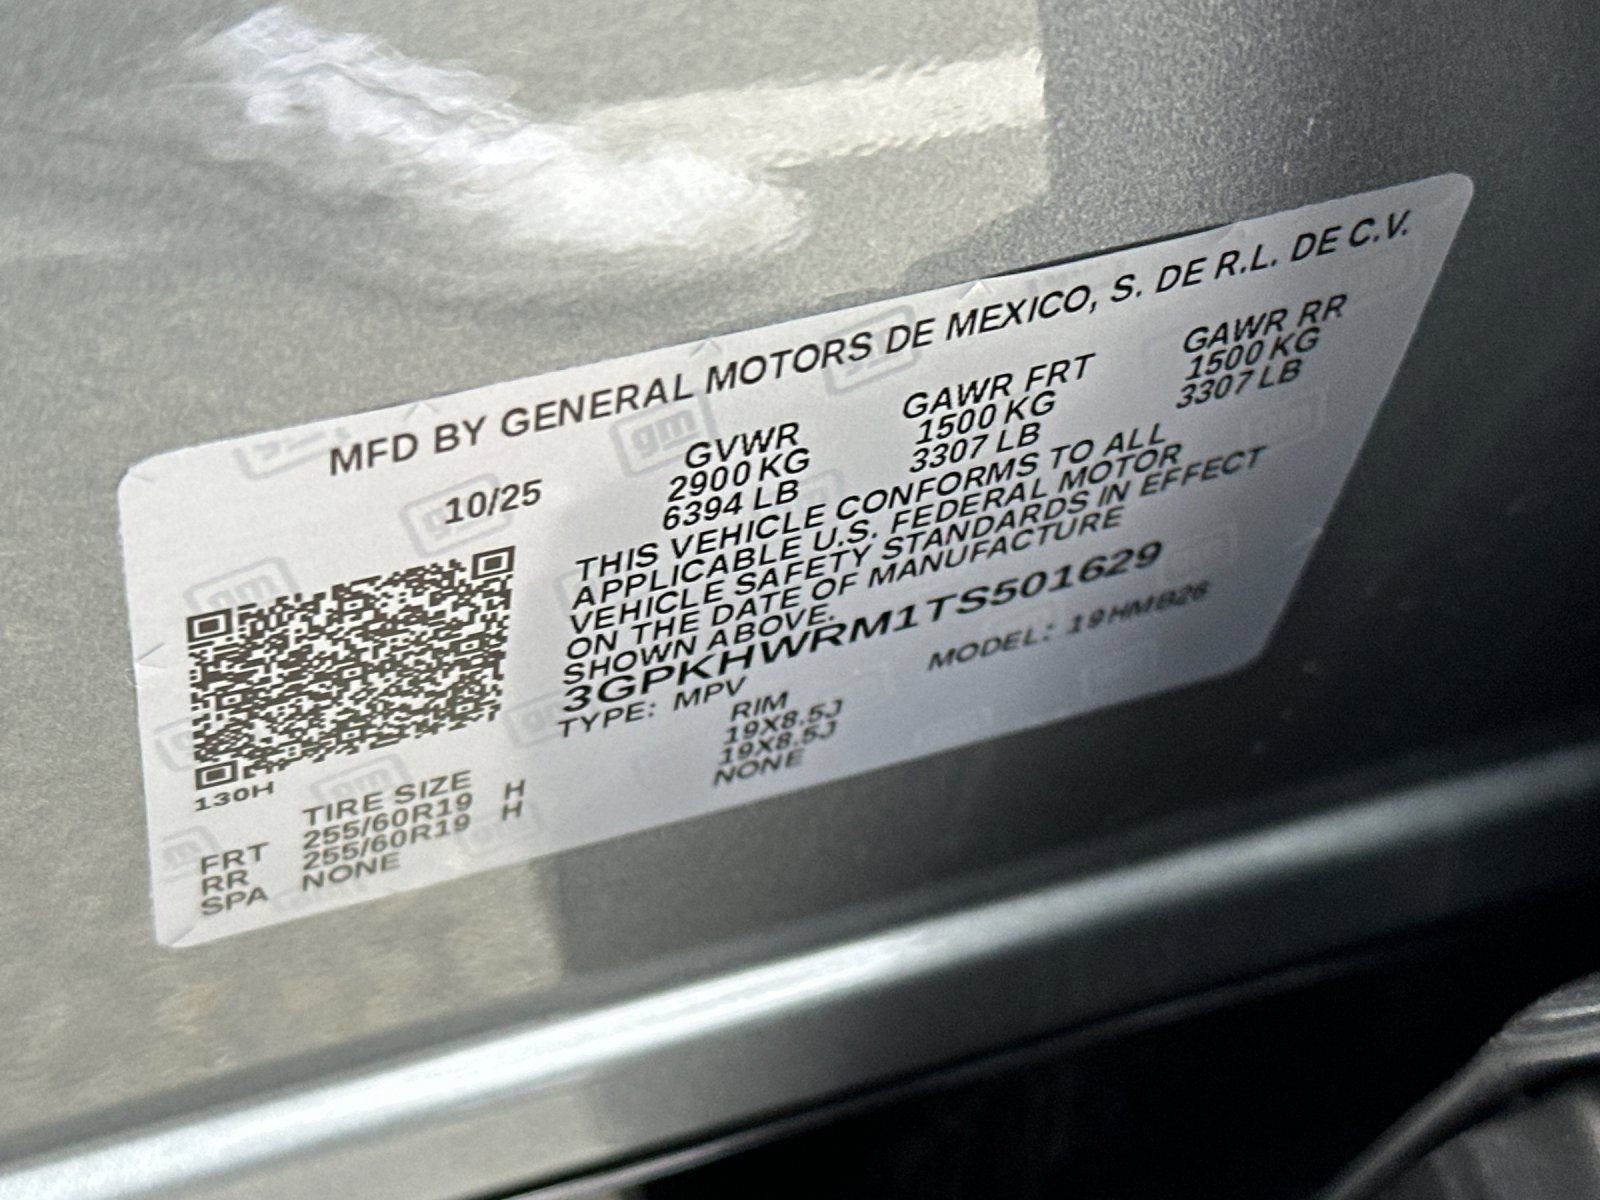 MFD BY GENERAL MOTORS DE MEXICO, S. DE R.L. DE C.V.
10/25 GVWR GAWR FRT GAWR RR
2900 KG 1500 KG 1500 KG
6394 LB 3307 LB 3307 LB
THIS VEHICLE CONFORMS TO ALL
APPLICABLE U.S. FEDERAL MOTOR
VEHICLE SAFETY STANDARDS IN EFFECT
ON THE DATE OF MANUFACTURE
SHOWN ABOVE.
3GPKHWRM1TS501629
TYPE: MPV MODEL: 19HMB26
130H
TIRE SIZE RIM
FRT 255/60R19 H 19X8.5J
RR 255/60R19 H 19X8.5J
SPA NONE NONE
gm